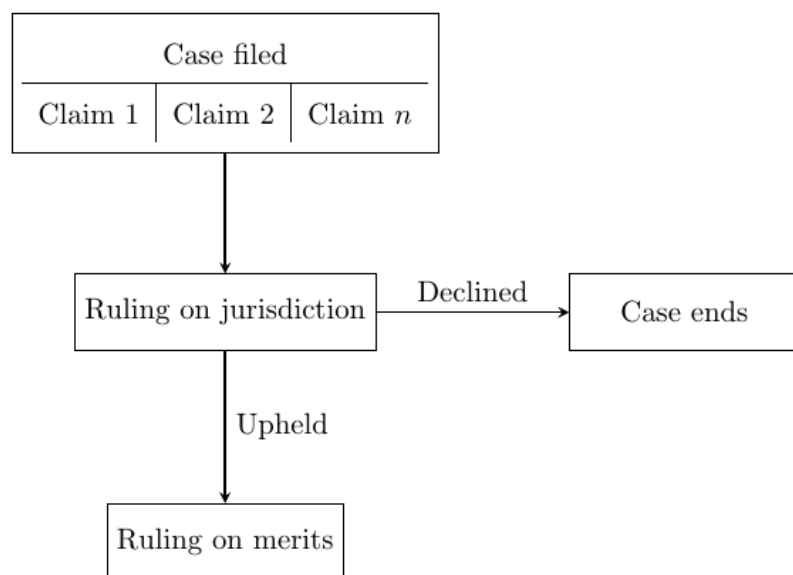 Case filed
Claim 1 Claim 2 Claim n
Ruling on jurisdiction
Declined
Case ends
Upheld
Ruling on merits